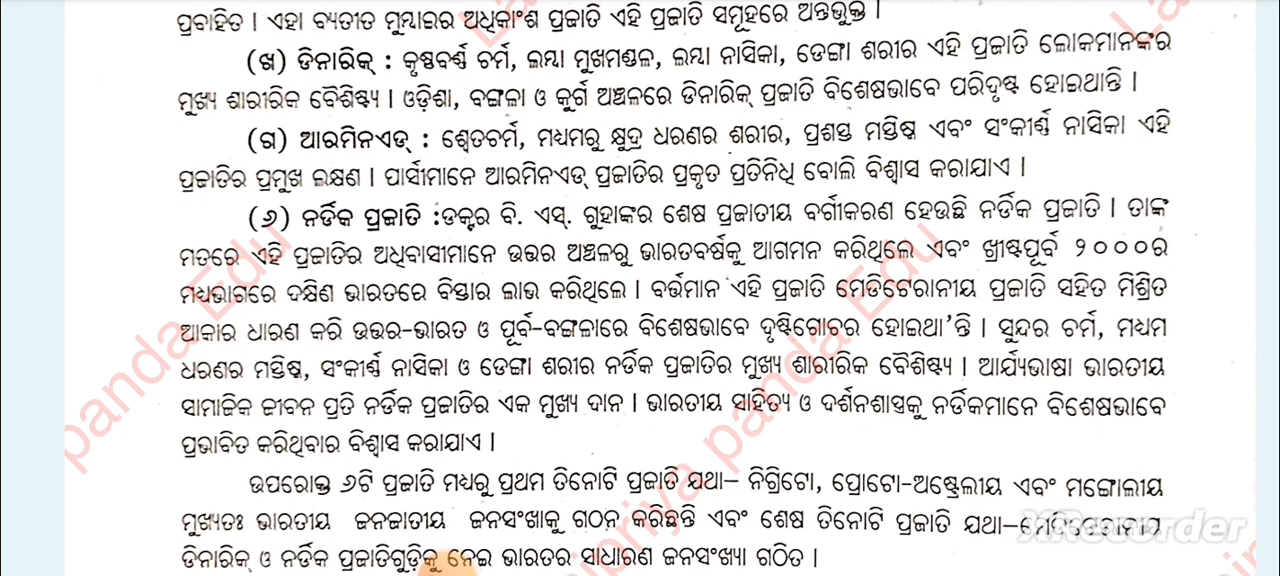 ପ୍ରବାହିତ । ଏହା ବ୍ୟତୀତ ମୁମ୍ବାଇର ଅଧିକାଂଶ ପ୍ରଜାତି ଏହି ପ୍ରଜାତି ସମୂହରେ ଅନ୍ତର୍ଭୁକ୍ତ ।
(ଖ) ଡିନାରିକ୍ : କୃଷ୍ଣବର୍ଣ୍ଣ ଚର୍ମ, ଲମ୍ବା ମୁଖମଣ୍ଡଳ, ଲମ୍ବା ନାସିକା, ଡେଙ୍ଗା ଶରୀର ଏହି ପ୍ରଜାତି ଲୋକମାନଙ୍କର
ମୁଖ୍ୟ ଶାରୀରିକ ବୈଶିଷ୍ଟ୍ୟ । ଓଡ଼ିଶା, ବଙ୍ଗଳା ଓ କୁର୍ଗ ଅଞ୍ଚଳରେ ଡିନାରିକ୍ ପ୍ରଜାତି ବିଶେଷଭାବେ ପରିଦୃଷ୍ଟ ହୋଇଥାନ୍ତି ।
(ଗ) ଆରମିନଏଡ୍ : ଶ୍ୱେତଚର୍ମ, ମଧ୍ୟମରୁ କ୍ଷୁଦ୍ର ଧରଣର ଶରୀର, ପ୍ରଶସ୍ତ ମସ୍ତିଷ୍କ ଏବଂ ସଂକୀର୍ଣ୍ଣ ନାସିକା ଏହି
ପ୍ରଜାତିର ପ୍ରମୁଖ ଲକ୍ଷଣ । ପାର୍ସୀମାନେ ଆରମିନଏଡ୍ ପ୍ରଜାତିର ପ୍ରକୃତ ପ୍ରତିନିଧି ବୋଲି ବିଶ୍ୱାସ କରାଯାଏ ।
(୬) ନର୍ଡିକ ପ୍ରଜାତି : ଡକ୍ଟର ବି. ଏସ୍. ଗୁହାଙ୍କର ଶେଷ ପ୍ରଜାତୀୟ ବର୍ଗୀକରଣ ହେଉଛି ନର୍ଡିକ ପ୍ରଜାତି । ତାଙ୍କ
ମତରେ ଏହି ପ୍ରଜାତିର ଅଧିବାସୀମାନେ ଉତ୍ତର ଅଞ୍ଚଳରୁ ଭାରତବର୍ଷକୁ ଆଗମନ କରିଥିଲେ ଏବଂ ଖ୍ରୀଷ୍ଟପୂର୍ବ ୨୦୦୦ର
ମଧ୍ୟଭାଗରେ ଦକ୍ଷିଣ ଭାରତରେ ବିସ୍ତାର ଲାଭ କରିଥିଲେ । ବର୍ତ୍ତମାନ ଏହି ପ୍ରଜାତି ମେଡିଟେରାନୀୟ ପ୍ରଜାତି ସହିତ ମିଶ୍ରିତ
ଆକାର ଧାରଣ କରି ଉତ୍ତର-ଭାରତ ଓ ପୂର୍ବ-ବଙ୍ଗଳାରେ ବିଶେଷଭାବେ ଦୃଷ୍ଟିଗୋଚର ହୋଇଥା'ନ୍ତି । ସୁନ୍ଦର ଚର୍ମ, ମଧ୍ୟମ
ଧରଣର ମସ୍ତିଷ୍କ, ସଂକୀର୍ଣ୍ଣ ନାସିକା ଓ ଡେଙ୍ଗା ଶରୀର ନର୍ଡିକ ପ୍ରଜାତିର ମୁଖ୍ୟ ଶାରୀରିକ ବୈଶିଷ୍ଟ୍ୟ । ଆର୍ଯ୍ୟଭାଷା ଭାରତୀୟ
ସାମାଜିକ ଜୀବନ ପ୍ରତି ନର୍ଡିକ ପ୍ରଜାତିର ଏକ ମୁଖ୍ୟ ଦାନ । ଭାରତୀୟ ସାହିତ୍ୟ ଓ ଦର୍ଶନଶାସ୍ତ୍ରକୁ ନର୍ଡିକମାନେ ବିଶେଷଭାବେ
ପ୍ରଭାବିତ କରିଥିବାର ବିଶ୍ୱାସ କରାଯାଏ ।
ଉପରୋକ୍ତ ୬ଟି ପ୍ରଜାତି ମଧ୍ୟରୁ ପ୍ରଥମ ତିନୋଟି ପ୍ରଜାତି ଯଥା– ନିଗ୍ରିଟୋ, ପ୍ରୋଟୋ-ଅଷ୍ଟ୍ରେଲୀୟ ଏବଂ ମଙ୍ଗୋଲୀୟ
ମୁଖ୍ୟତଃ ଭାରତୀୟ ଜନଜାତୀୟ ଜନସଂଖ୍ୟାକୁ ଗଠନ କରିଛନ୍ତି ଏବଂ ଶେଷ ତିନୋଟି ପ୍ରଜାତି ଯଥା–ମେଡିଟେରାନୀୟ
ଡିନାରିକ୍ ଓ ନର୍ଡିକ ପ୍ରଜାତିଗୁଡ଼ିକୁ ନେଇ ଭାରତର ସାଧାରଣ ଜନସଂଖ୍ୟା ଗଠିତ ।
panda Edu
priya panda Edu
XRecorder